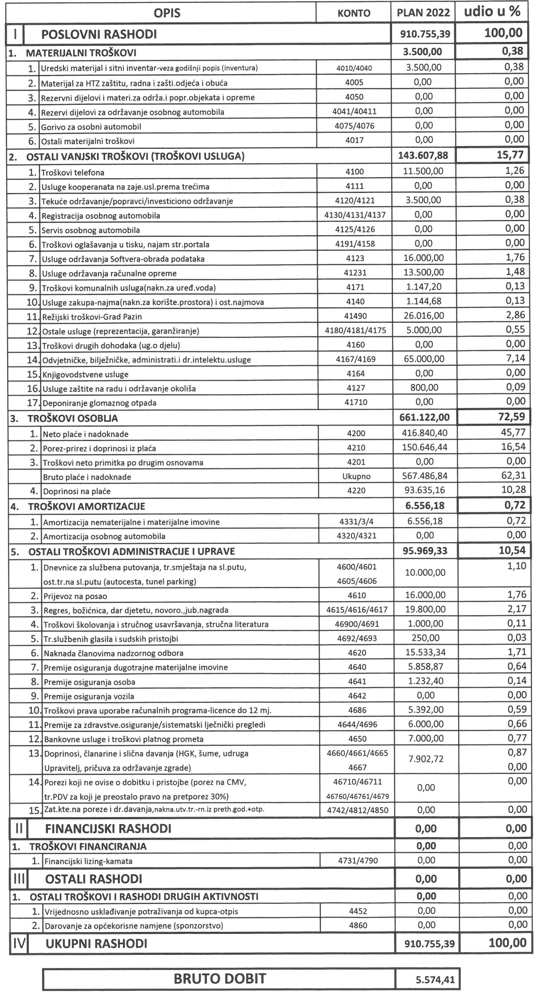 OPIS KONTO PLAN 2022 udio u %
I POSLOVNI RASHODI 910.755,39 100,00
1. MATERIJALNI TROŠKOVI 3.500,00 0,38
1. Uredski materijal i sitni inventar-veza godišnji popis (inventura) 4010/4040 3.500,00 0,38
2. Materijal za HTZ zaštitu, radna i zašti.odjeća i obuća 4005 0,00 0,00
3. Rezervni dijelovi i materi.za održa.i popr.objekata i opreme 4050 0,00 0,00
4. Rezervi dijelovi za održavanje osobnog automobila 4041/40411 0,00 0,00
5. Gorivo za osobni automobil 4075/4076 0,00 0,00
6. Ostali materijalni troškovi 4017 0,00 0,00
2. OSTALI VANJSKI TROŠKOVI (TROŠKOVI USLUGA) 143.607,88 15,77
1. Troškovi telefona 4100 11.500,00 1,26
2. Usluge kooperanata na zaje.usl.prema trećima 4111 0,00 0,00
3. Tekuće održavanje/popravci/investiciono održavanje 4120/4121 3.500,00 0,38
4. Registracija osobnog automobila 4130/4131/4137 0,00 0,00
5. Servis osobnog automobila 4125/4126 0,00 0,00
6. Troškovi oglašavanja u tisku, najam str.portala 4191/4158 0,00 0,00
7. Usluge održavanja Softvera-obrada podataka 4123 16.000,00 1,76
8. Usluge održavanja računalne opreme 41231 13.500,00 1,48
9. Troškovi komunalnih usluga(nakn.za uređ.voda) 4171 1.147,20 0,13
10. Usluge zakupa-najma(nakn.za korište.prostora) i ost.najmova 4140 1.144,68 0,13
11. Režijski troškovi-Grad Pazin 41490 26.016,00 2,86
12. Ostale usluge (reprezentacija, garanžiranje) 4180/4181/4175 5.000,00 0,55
13. Troškovi drugih dohodaka (ug.o djelu) 4160 0,00 0,00
14. Odvjetničke, bilježničke, administrati.i dr.intelektu.usluge 4167/4169 65.000,00 7,14
15. Knjigovodstvene usluge 4164 0,00 0,00
16. Usluge zaštite na radu i održavanje okoliša 4127 800,00 0,09
17. Deponiranje glomaznog otpada 41710 0,00 0,00
3. TROŠKOVI OSOBLJA 661.122,00 72,59
1. Neto plaće i nadoknade 4200 416.840,40 45,77
2. Porez-prirez i doprinosi iz plaća 4210 150.646,44 16,54
3. Troškovi neto primitka po drugim osnovama 4201 0,00 0,00
Bruto plaće i nadoknade Ukupno 567.486,84 62,31
4. Doprinosi na plaće 4220 93.635,16 10,28
4. TROŠKOVI AMORTIZACIJE 6.556,18 0,72
1. Amortizacija nematerijalne i materijalne imovine 4331/3/4 6.556,18 0,72
2. Amortizacija osobnog automobila 4320/4321 0,00 0,00
5. OSTALI TROŠKOVI ADMINISTRACIJE I UPRAVE 95.969,33 10,54
1. Dnevnice za službena putovanja, tr.smještaja na sl.putu, 4600/4601 10.000,00 1,10
ost.tr.na sl.putu (autocesta, tunel parking) 4605/4606
2. Prijevoz na posao 4610 16.000,00 1,76
3. Regres, božićnica, dar djetetu, novoro.,jub.nagrada 4615/4616/4617 19.800,00 2,17
4. Troškovi školovanja i stručnog usavršavanja, stručna literatura 46900/4691 1.000,00 0,11
5. Tr.službenih glasila i sudskih pristojbi 4692/4693 250,00 0,03
6. Naknada članovima nadzornog odbora 4620 15.533,34 1,71
7. Premije osiguranja dugotrajne materijalne imovine 4640 5.858,87 0,64
8. Premije osiguranja osoba 4641 1.232,40 0,14
9. Premije osiguranja vozila 4642 0,00 0,00
10. Troškovi prava uporabe računalnih programa-licence do 12 mj. 4686 5.392,00 0,59
11. Premije za zdravstve.osiguranje/sistematski lječnički pregledi 4644/4696 6.000,00 0,66
12. Bankovne usluge i troškovi platnog prometa 4650 7.000,00 0,77
13. Doprinosi, članarine i slična davanja (HGK, šume, udruga 4660/4661/4665 7.902,72 0,87
Upravitelj, pričuva za održavanje zgrade) 4667 0,00
14. Porezi koji ne ovise o dobitku i pristojbe (porez na CMV, 46710/46711 0,00 0,00
tr.PDV za koji je preostalo pravo na pretporez 30%) 46760/46761/4679
15. Zat.kte.na poreze i dr.davanja,nakna.utv.tr.-rn.iz preth.god.+otp. 4742/4812/4850 0,00 0,00
II FINANCIJSKI RASHODI 0,00 0,00
1. TROŠKOVI FINANCIRANJA 0,00 0,00
1. Financijski lizing-kamata 4731/4790 0,00 0,00
III OSTALI RASHODI 0,00 0,00
1. OSTALI TROŠKOVI I RASHODI DRUGIH AKTIVNOSTI 0,00 0,00
1. Vrijednosno usklađivanje potraživanja od kupca-otpis 4452 0,00 0,00
2. Darovanje za općekorisne namjene (sponzorstvo) 4860 0,00 0,00
IV UKUPNI RASHODI 910.755,39 100,00
BRUTO DOBIT 5.574,41